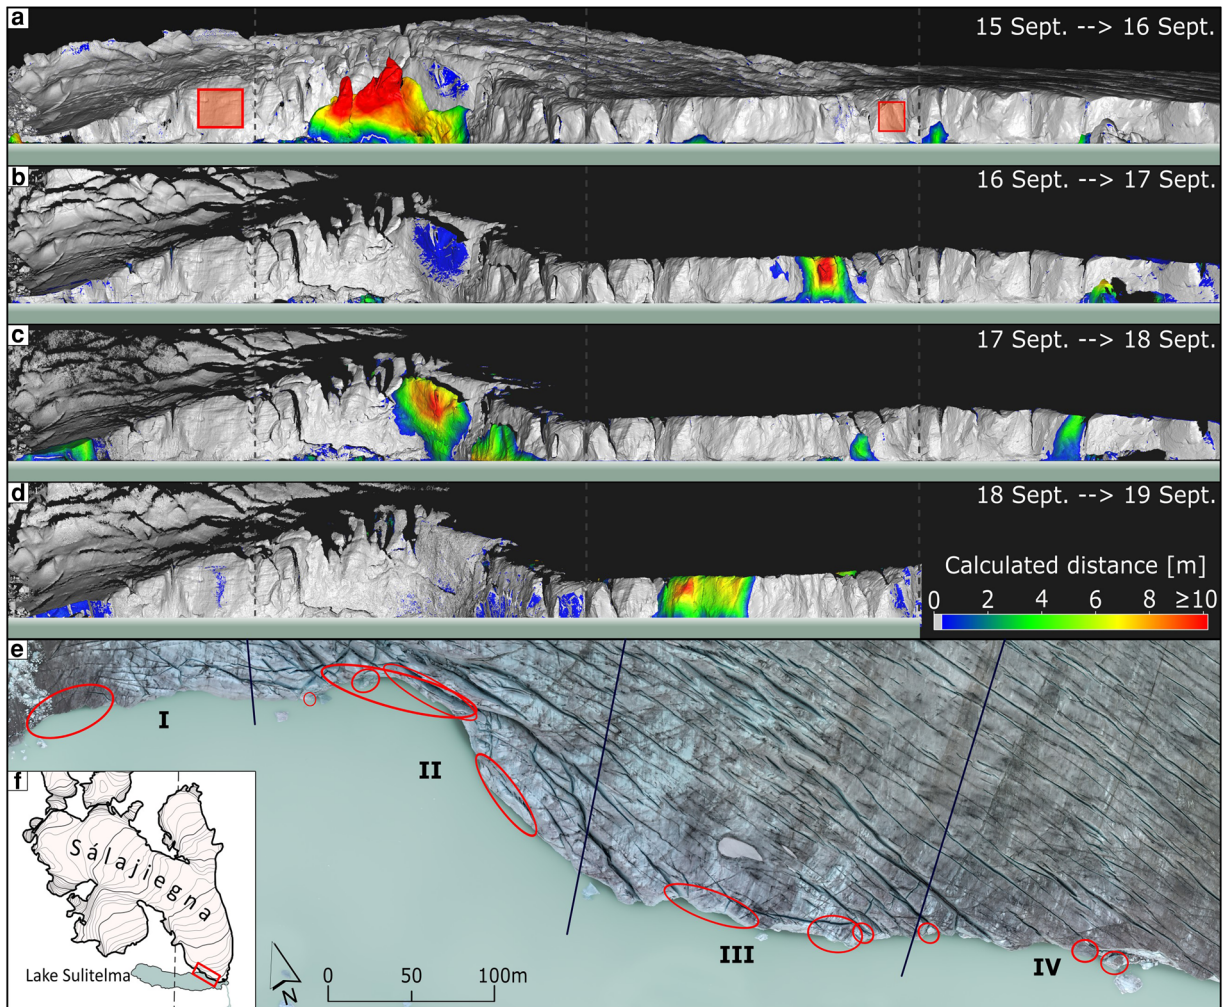 a
15 Sept. --> 16 Sept.
b
16 Sept. --> 17 Sept.
c
17 Sept. --> 18 Sept.
d
18 Sept. --> 19 Sept.
Calculated distance [m]
0 2 4 6 8 ≥10
e
I
II
III
IV
f
Sálajiegna
Lake Sulitelma
N
0 50 100m